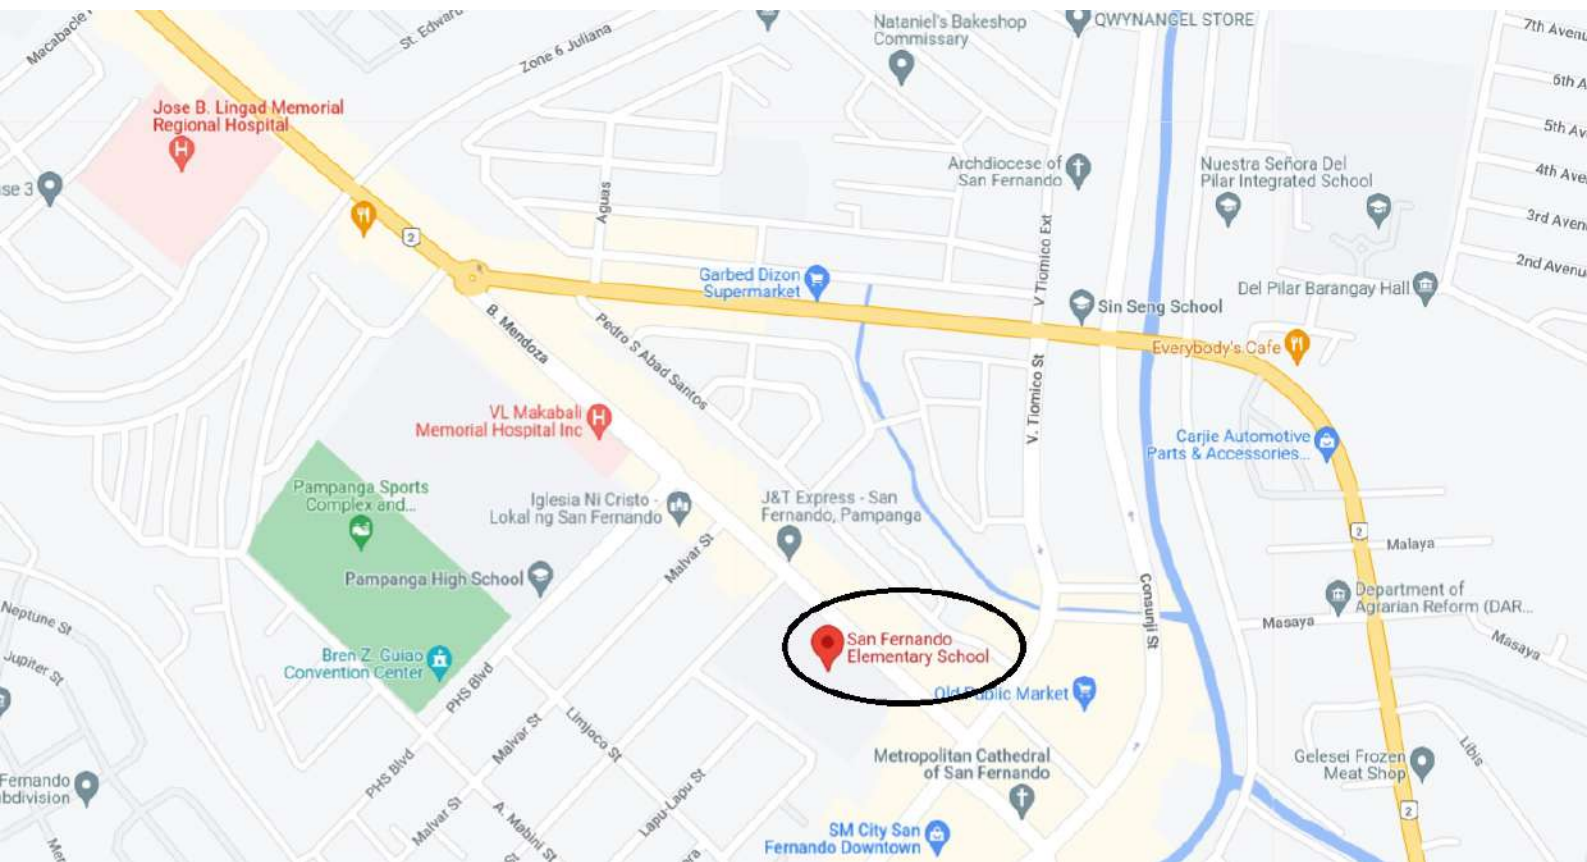 Macabacle
St. Edward
Zone 6 Juliana
Nataniel's Bakeshop
Commissary
QWYNANGEL STORE
7th Avenu
6th A
5th Av
4th Ave
3rd Aven
2nd Avenu
Jose B. Lingad Memorial
Regional Hospital
se 3
2
Aguas
Archdiocese of
San Fernando
Nuestra Señora Del
Pilar Integrated School
V Tiomico Ext
Garbed Dizon
Supermarket
Sin Seng School
Del Pilar Barangay Hall
Everybody's Cafe
B. Mendoza
Pedro S Abad Santos
V. Tiomico St
VL Makabali
Memorial Hospital Inc
Carjie Automotive
Parts & Accessories...
Pampanga Sports
Complex and...
Iglesia Ni Cristo -
Lokal ng San Fernando
J&T Express - San
Fernando, Pampanga
2
Malaya
Malvar St
Pampanga High School
Consunji St
Department of
Agrarian Reform (DAR...
Masaya
Masaya
Neptune St
Jupiter St
San Fernando
Elementary School
Bren Z. Guiao
Convention Center
PHS Blvd
Old Public Market
Limjoco St
Malvar St
Metropolitan Cathedral
of San Fernando
Gelesei Frozen
Meat Shop
Libis
PHS Blvd
Fernando
bdivision
Malvar St
A. Mabini St
Lapu-Lapu St
SM City San
Fernando Downtown
2
Mer
St
ra